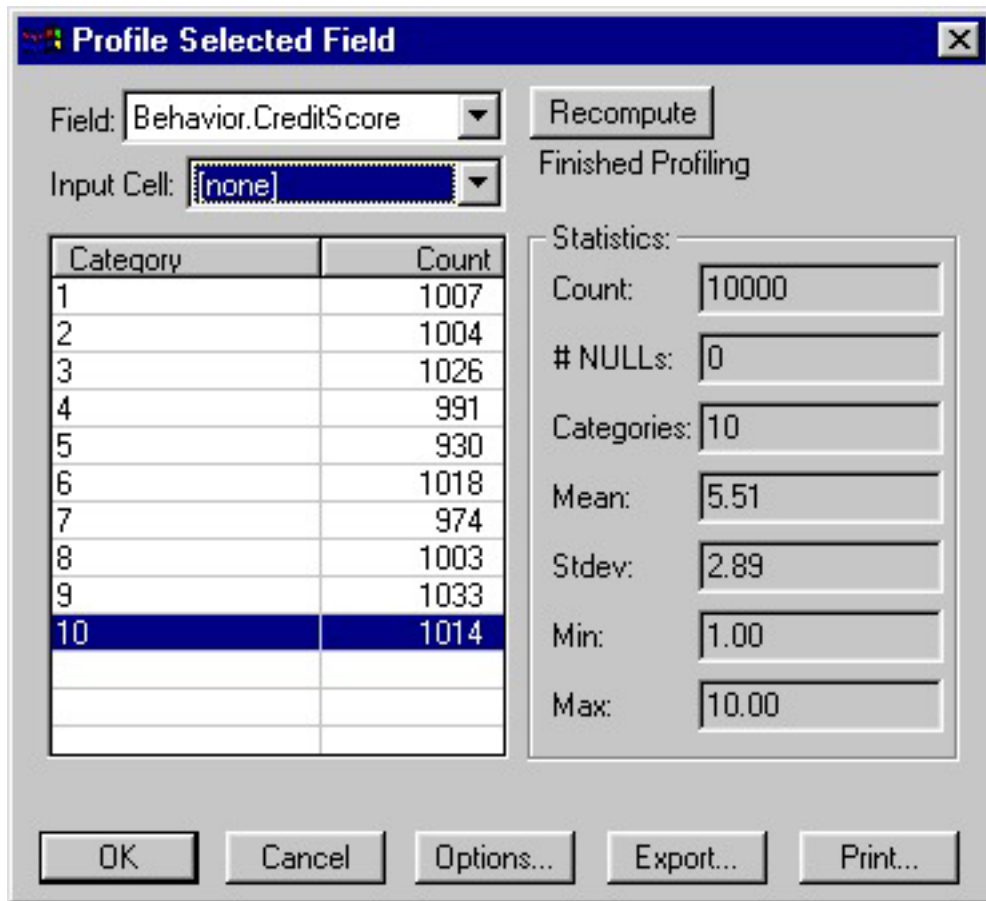 Profile Selected Field
Field: Behavior.CreditScore
Recompute
Input Cell: [none]
Finished Profiling
Category Count
1 1007
2 1004
3 1026
4 991
5 930
6 1018
7 974
8 1003
9 1033
10 1014
Statistics:
Count: 10000
# NULLs: 0
Categories: 10
Mean: 5.51
Stdev: 2.89
Min: 1.00
Max: 10.00
OK Cancel Options... Export... Print...